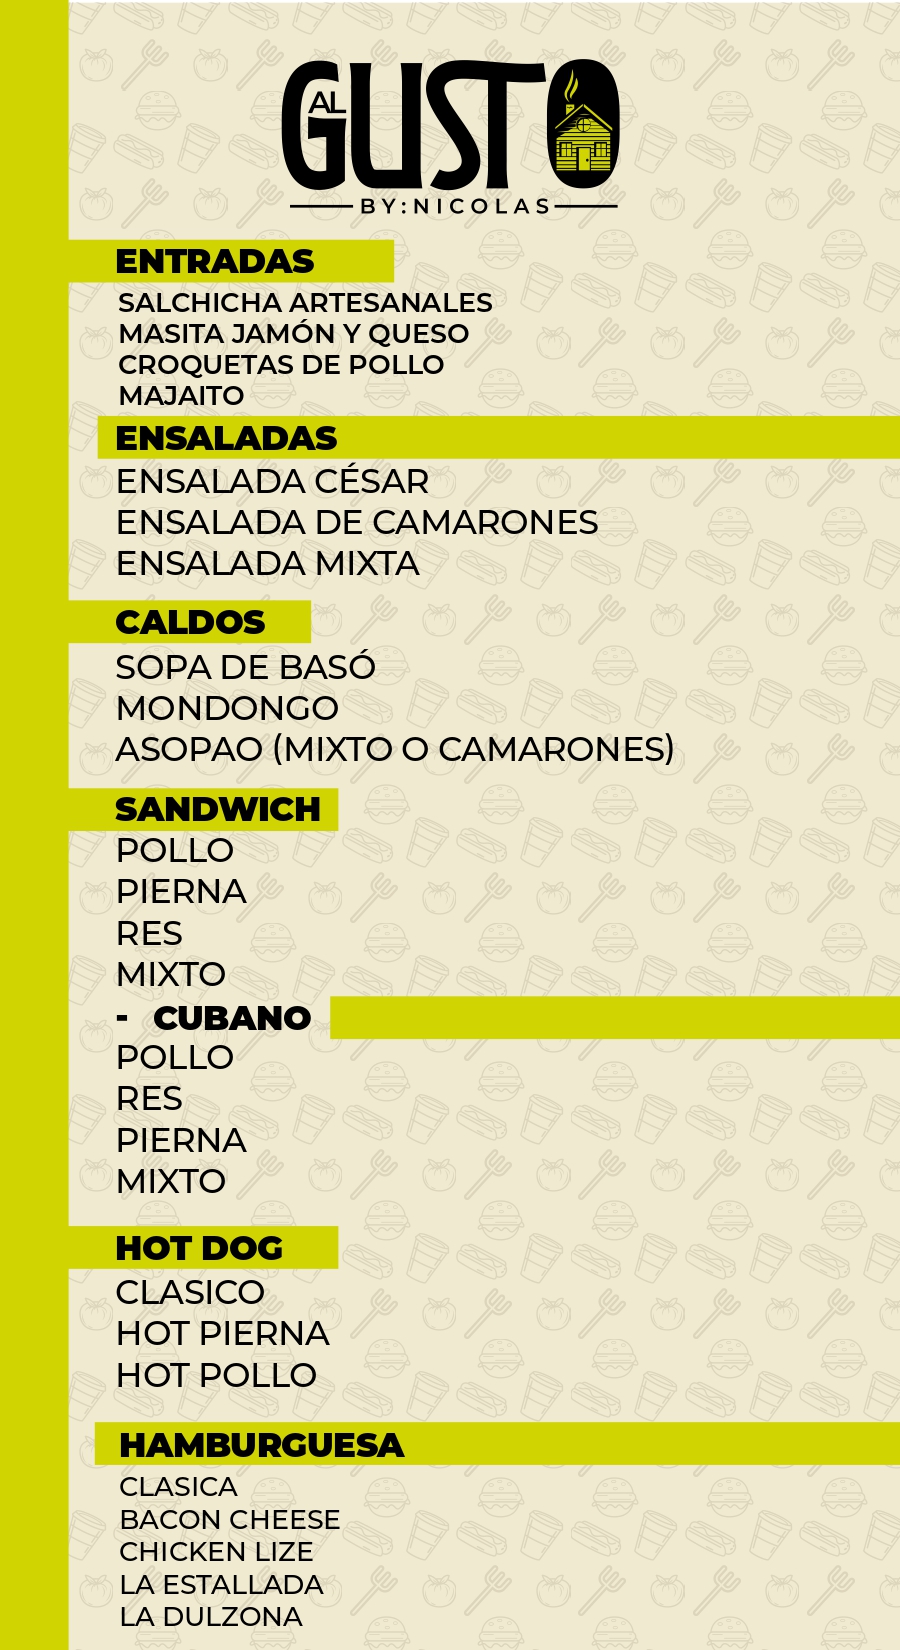 AL
GUSTO
BY:NICOLAS
ENTRADAS
SALCHICHA ARTESANALES
MASITA JAMÓN Y QUESO
CROQUETAS DE POLLO
MAJAITO
ENSALADAS
ENSALADA CÉSAR
ENSALADA DE CAMARONES
ENSALADA MIXTA
CALDOS
SOPA DE BASÓ
MONDONGO
ASOPAO (MIXTO O CAMARONES)
SANDWICH
POLLO
PIERNA
RES
MIXTO
- CUBANO
POLLO
RES
PIERNA
MIXTO
HOT DOG
CLASICO
HOT PIERNA
HOT POLLO
HAMBURGUESA
CLASICA
BACON CHEESE
CHICKEN LIZE
LA ESTALLADA
LA DULZONA